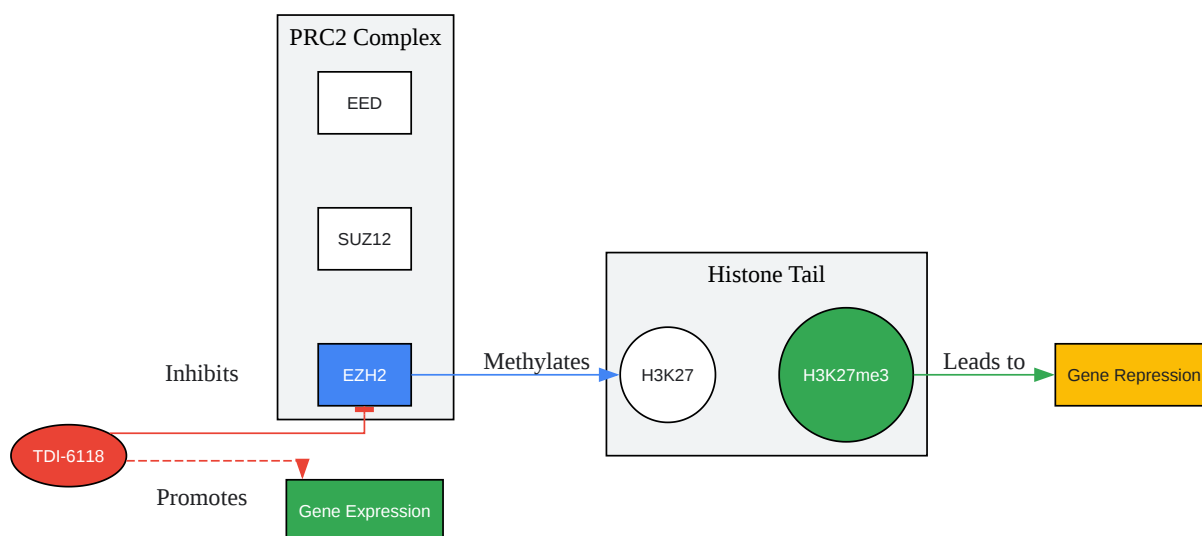 PRC2 Complex
EED
SUZ12
Histone Tail
Inhibits
EZH2
Methylates
H3K27
H3K27me3
Leads to
Gene Repression
TDI-6118
Promotes
Gene Expression